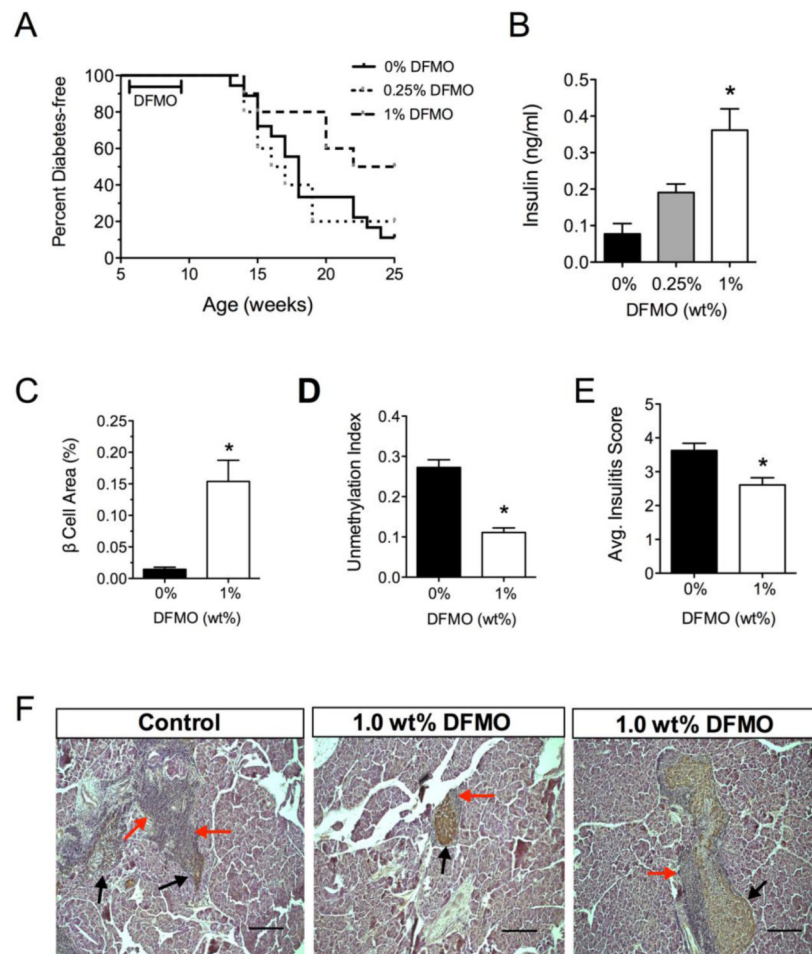 A
100
80
60
40
20
0
Percent Diabetes-free
DFMO
0% DFMO
0.25% DFMO
1% DFMO
5 10 15 20 25
Age (weeks)
B
0.5
0.4
0.3
0.2
0.1
0.0
Insulin (ng/ml)
*
0% 0.25% 1%
DFMO (wt%)
C
0.25
0.20
0.15
0.10
0.05
0.00
β Cell Area (%)
*
0% 1%
DFMO (wt%)
D
0.4
0.3
0.2
0.1
0.0
Unmethylation Index
*
0% 1%
DFMO (wt%)
E
5
4
3
2
1
0
Avg. Insulitis Score
*
0% 1%
DFMO (wt%)
F
Control
1.0 wt% DFMO
1.0 wt% DFMO